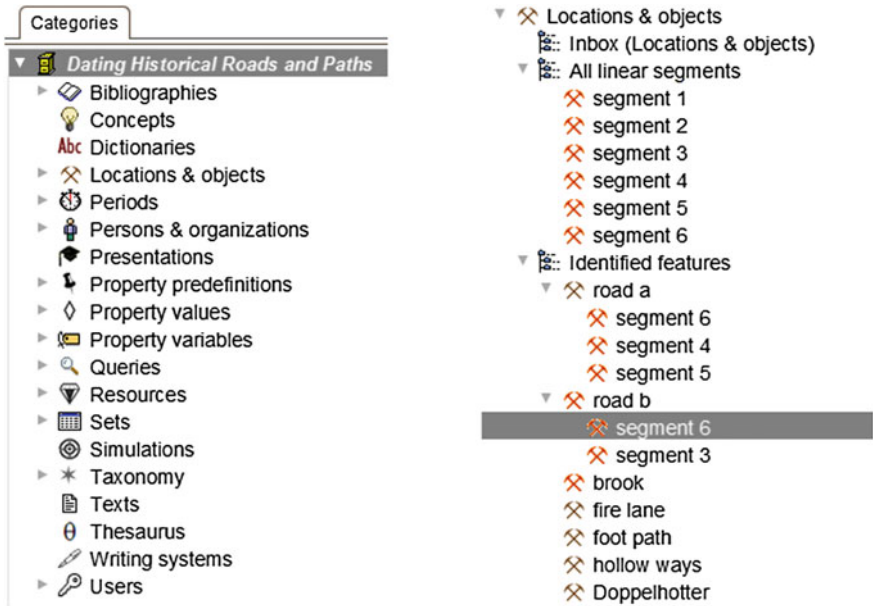 Categories
Dating Historical Roads and Paths
Bibliographies
Concepts
Abc Dictionaries
Locations & objects
Periods
Persons & organizations
Presentations
Property predefinitions
Property values
Property variables
Queries
Resources
Sets
Simulations
Taxonomy
Texts
Thesaurus
Writing systems
Users
Locations & objects
Inbox (Locations & objects)
All linear segments
segment 1
segment 2
segment 3
segment 4
segment 5
segment 6
Identified features
road a
segment 6
segment 4
segment 5
road b
segment 6
segment 3
brook
fire lane
foot path
hollow ways
Doppelhotter